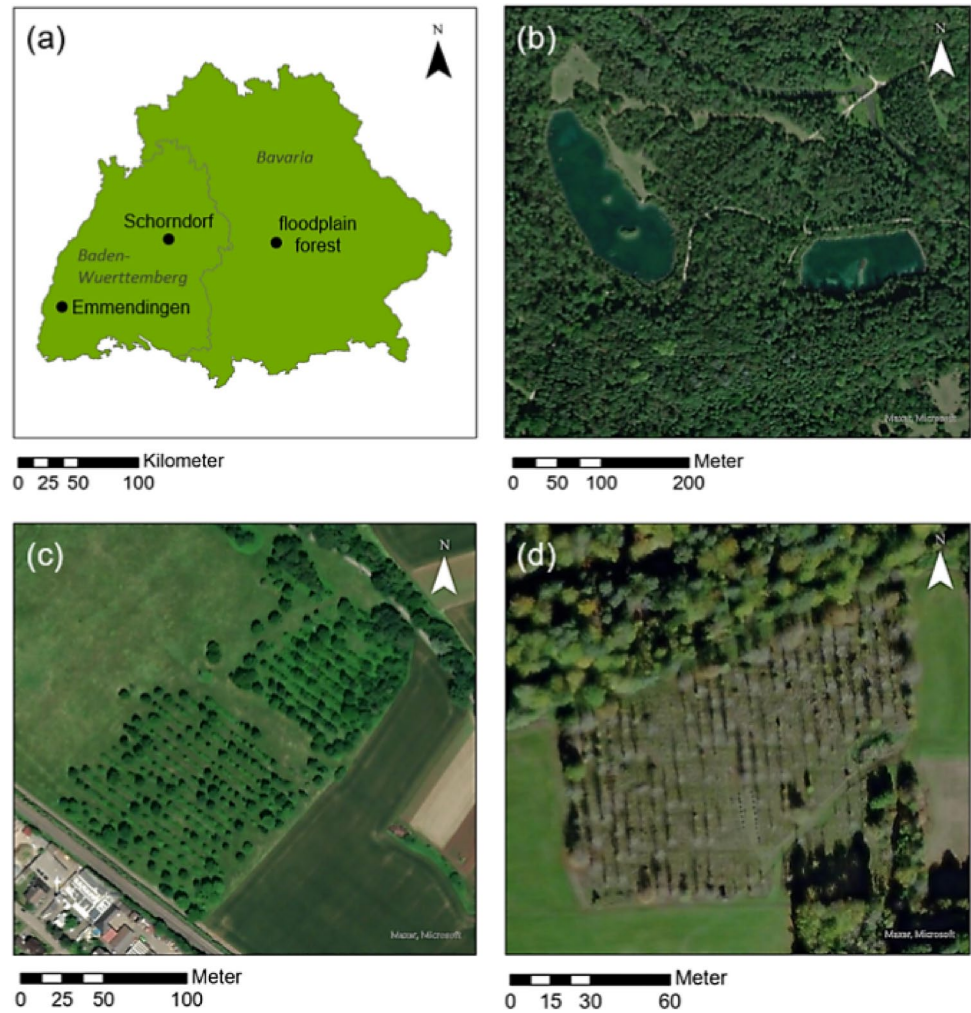 (a)
N
Bavaria
Schorndorf
floodplain
forest
Baden-
Wuerttemberg
Emmendingen
Kilometer
0 25 50 100
(b)
N
Maxar, Microsoft
Meter
0 50 100 200
(c)
N
Maxar, Microsoft
Meter
0 25 50 100
(d)
N
Maxar, Microsoft
Meter
0 15 30 60